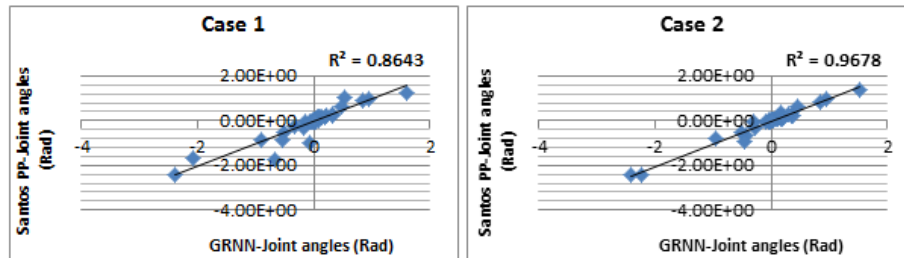 Case 1
R² = 0.8643
2.00E+00
0.00E+00
-2.00E+00
-4.00E+00
-4
-2
0
2
Santos PP-Joint angles
(Rad)
GRNN-Joint angles (Rad)
Case 2
R² = 0.9678
2.00E+00
0.00E+00
-2.00E+00
-4.00E+00
-4
-2
0
2
Santos PP-Joint angles
(Rad)
GRNN-Joint angles (Rad)